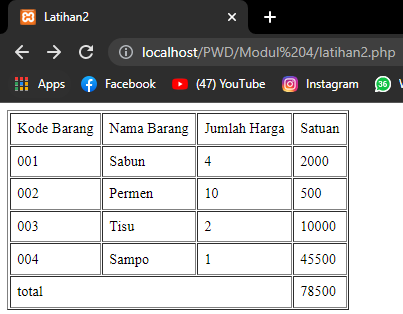 Latihan2
localhost/PWD/Modul%204/latihan2.php
Apps Facebook (47) YouTube Instagram 36
Kode Barang Nama Barang Jumlah Harga Satuan
001 Sabun 4 2000
002 Permen 10 500
003 Tisu 2 10000
004 Sampo 1 45500
total 78500